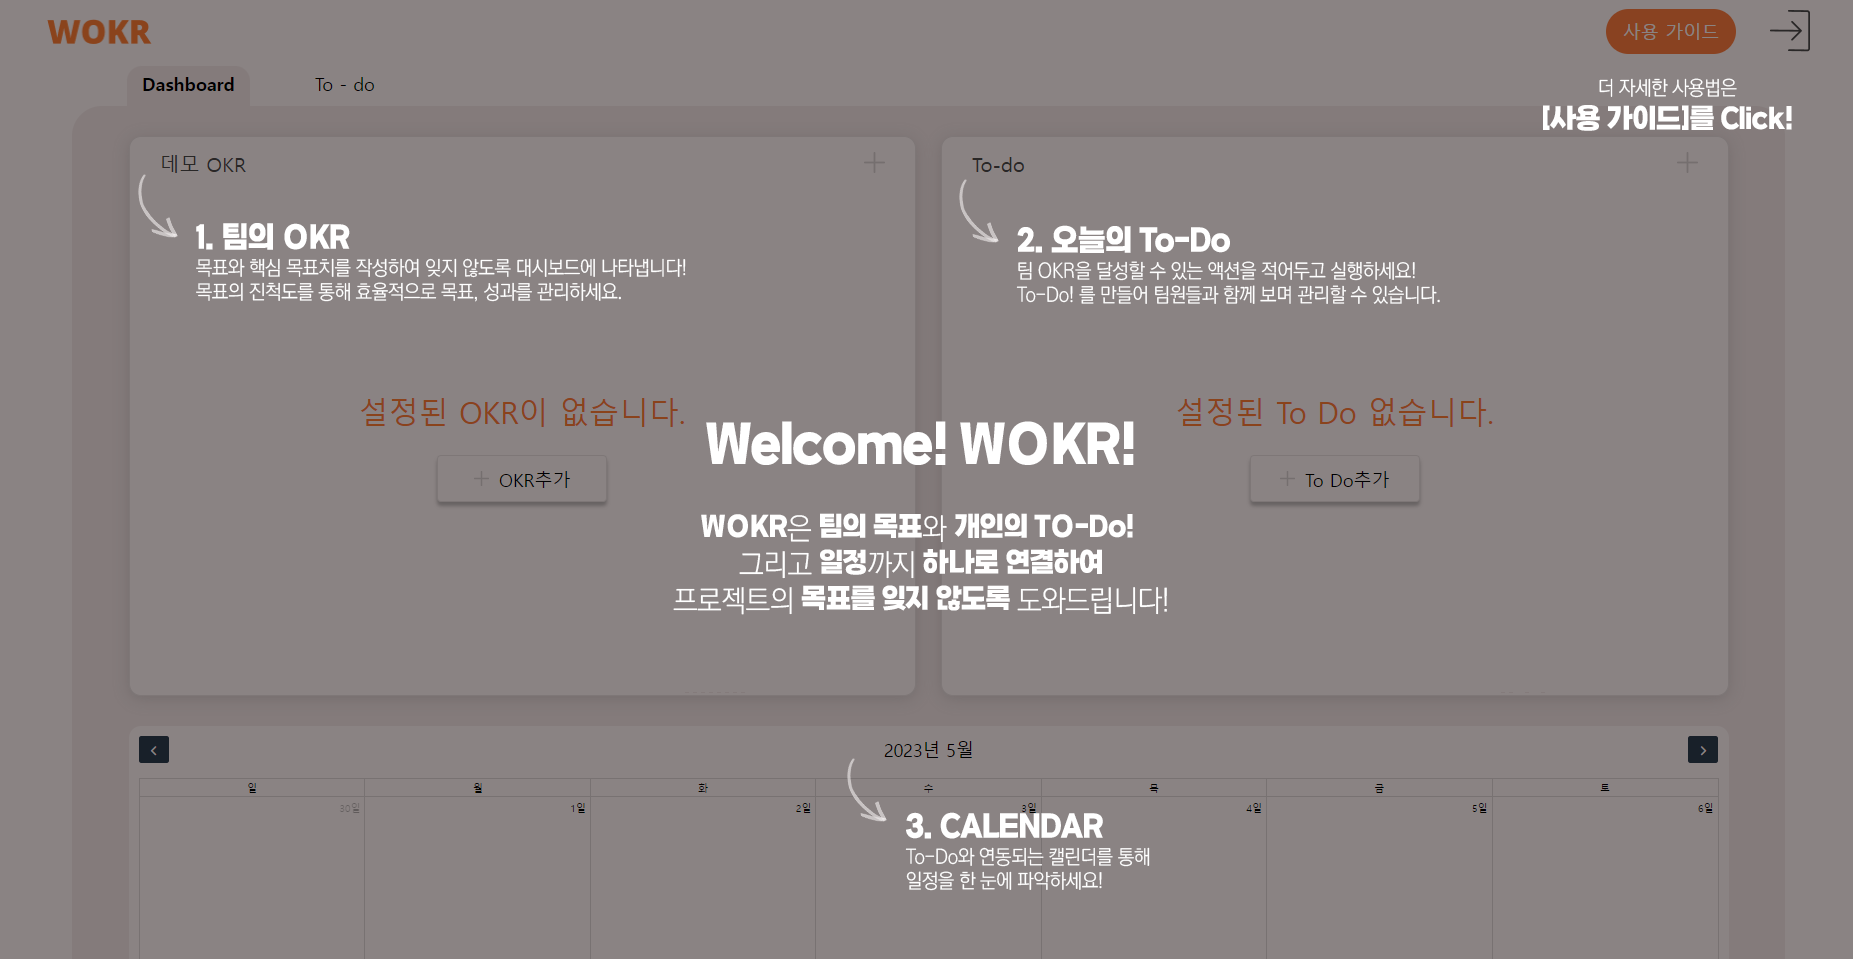 WOKR
사용 가이드
Dashboard
To - do
더 자세한 사용법은
[사용 가이드]를 Click!
데모 OKR
1. 팀의 OKR
목표와 핵심 목표치를 작성하여 잊지 않도록 대시보드에 나타냅니다!
목표의 진척도를 통해 효율적으로 목표, 성과를 관리하세요.
설정된 OKR이 없습니다.
+ OKR추가
To-do
2. 오늘의 To-Do
팀 OKR을 달성할 수 있는 액션을 적어두고 실행하세요!
To-Do! 를 만들어 팀원들과 함께 보며 관리할 수 있습니다.
설정된 To Do 없습니다.
+ To Do추가
Welcome! WOKR!
WOKR은 팀의 목표와 개인의 TO-Do!
그리고 일정까지 하나로 연결하여
프로젝트의 목표를 잊지 않도록 도와드립니다!
2023년 5월
일 월 화 수 목 금 토
30일 1일 2일 3일 4일 5일 6일
3. CALENDAR
To-Do와 연동되는 캘린더를 통해
일정을 한 눈에 파악하세요!